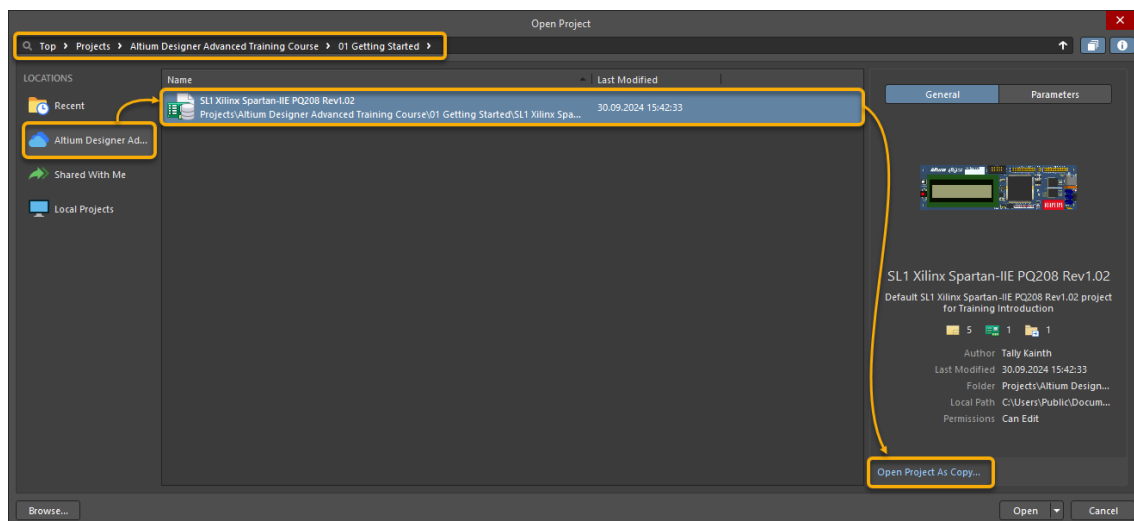 Open Project
Top › Projects › Altium Designer Advanced Training Course › 01 Getting Started ›
LOCATIONS
Recent
Altium Designer Ad...
Shared With Me
Local Projects
Name
Last Modified
SL1 Xilinx Spartan-IIE PQ208 Rev1.02
Projects\Altium Designer Advanced Training Course\01 Getting Started\SL1 Xilinx Spa...
30.09.2024 15:42:33
General
Parameters
SL1 Xilinx Spartan-IIE PQ208 Rev1.02
Default SL1 Xilinx Spartan-IIE PQ208 Rev1.02 project
for Training Introduction
5 1 1
Author Tally Kainth
Last Modified 30.09.2024 15:42:33
Folder Projects\Altium Design...
Local Path C:\Users\Public\Docum...
Permissions Can Edit
Open Project As Copy...
Browse...
Open
Cancel